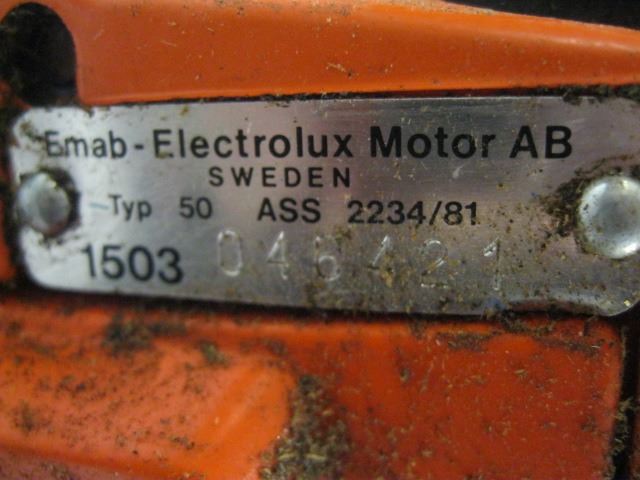 Emab-Electrolux Motor AB
SWEDEN
Typ 50 ASS 2234/81
1503 046421